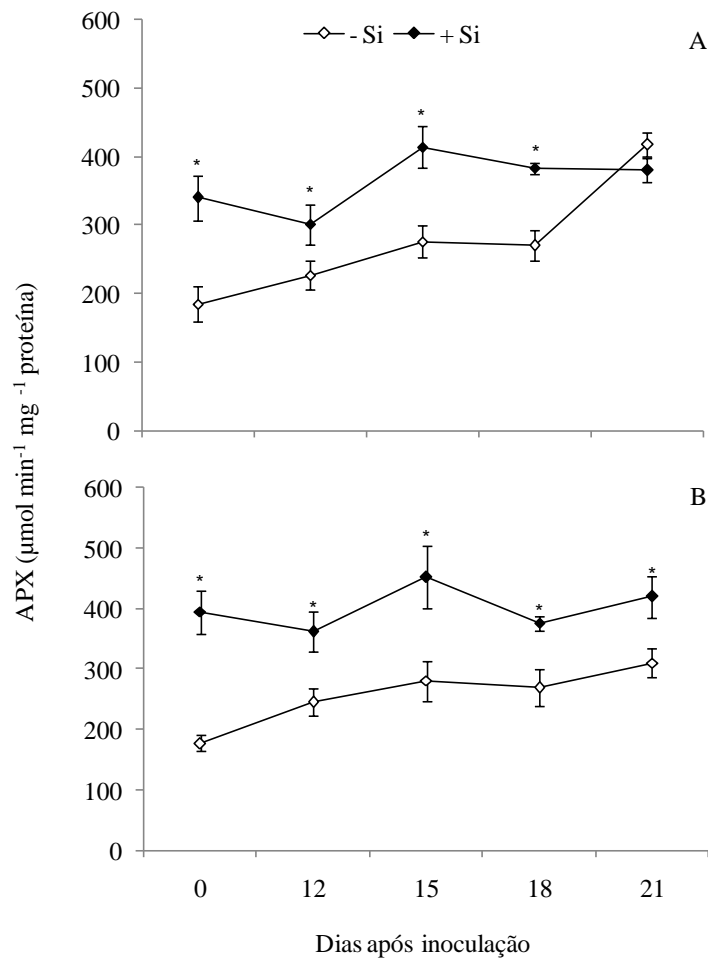 - Si + Si
A
600
500
400
300
200
100
0
* * * *
B
600
500
400
300
200
100
0
* * * * *
0 12 15 18 21
APX (µmol min⁻¹ mg ⁻¹ proteína)
Dias após inoculação